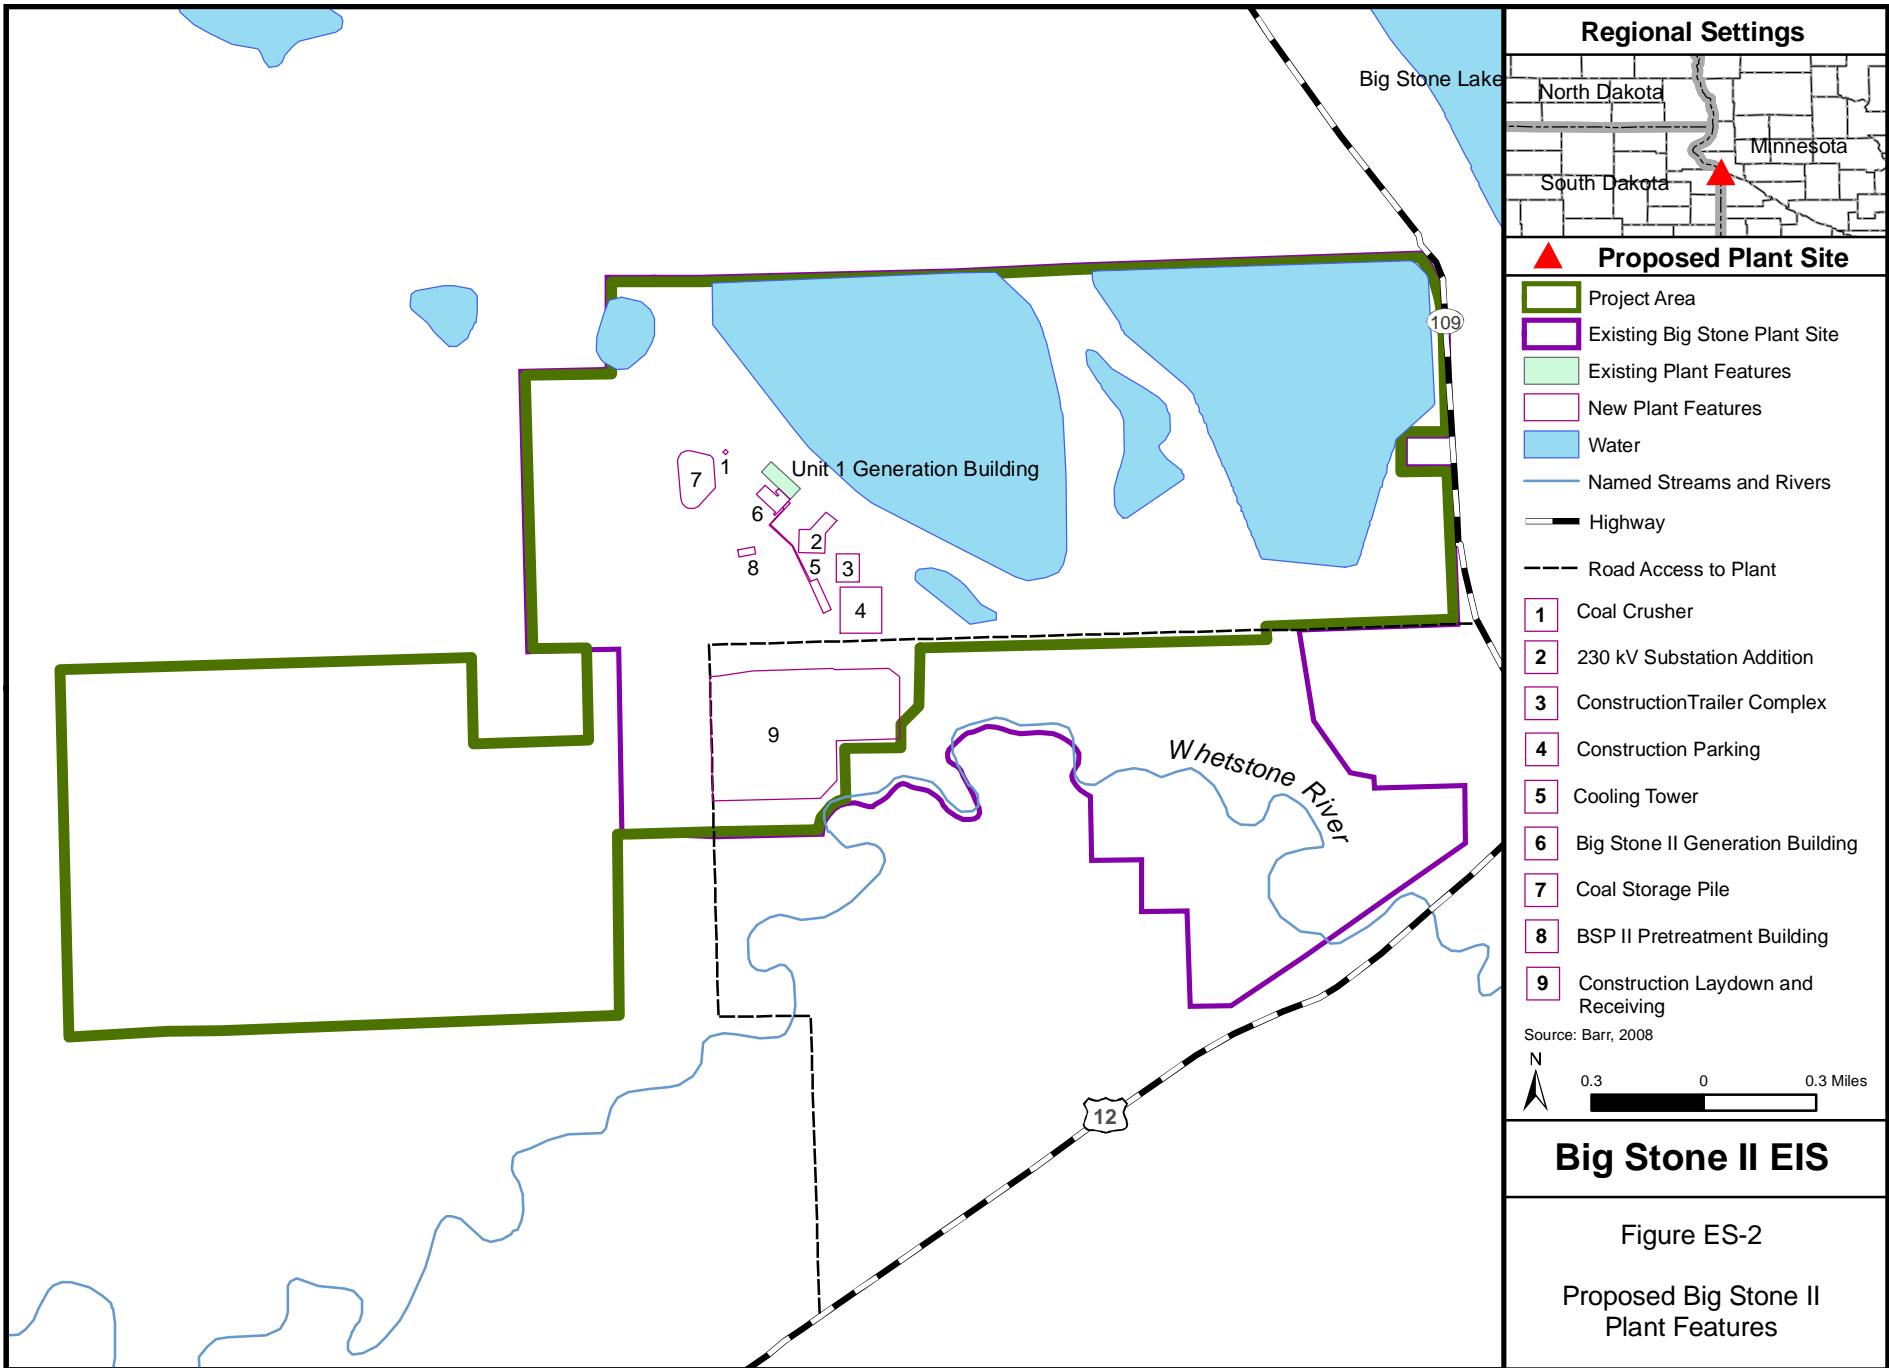 Big Stone Lake
109
Unit 1 Generation Building
1
7
6
2
5
3
8
4
9
Whetstone River
12
Regional Settings
North Dakota
Minnesota
South Dakota
Proposed Plant Site
Project Area
Existing Big Stone Plant Site
Existing Plant Features
New Plant Features
Water
Named Streams and Rivers
Highway
Road Access to Plant
1 Coal Crusher
2 230 kV Substation Addition
3 ConstructionTrailer Complex
4 Construction Parking
5 Cooling Tower
6 Big Stone II Generation Building
7 Coal Storage Pile
8 BSP II Pretreatment Building
9 Construction Laydown and
Receiving
Source: Barr, 2008
N
0.3 0 0.3 Miles
Big Stone II EIS
Figure ES-2
Proposed Big Stone II
Plant Features